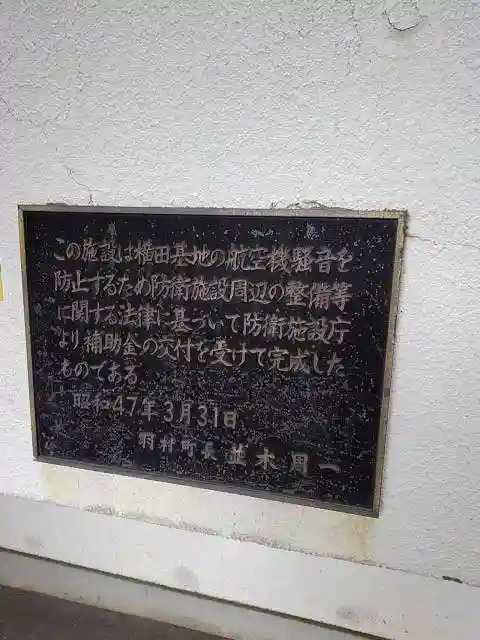 この施設は横田基地の航空機騒音を
防止するため防衛施設周辺の整備等
に関する法律に基づいて防衛施設庁
より補助金の交付を受けて完成した
ものである
昭和47年3月31日
羽村町長 並木周一